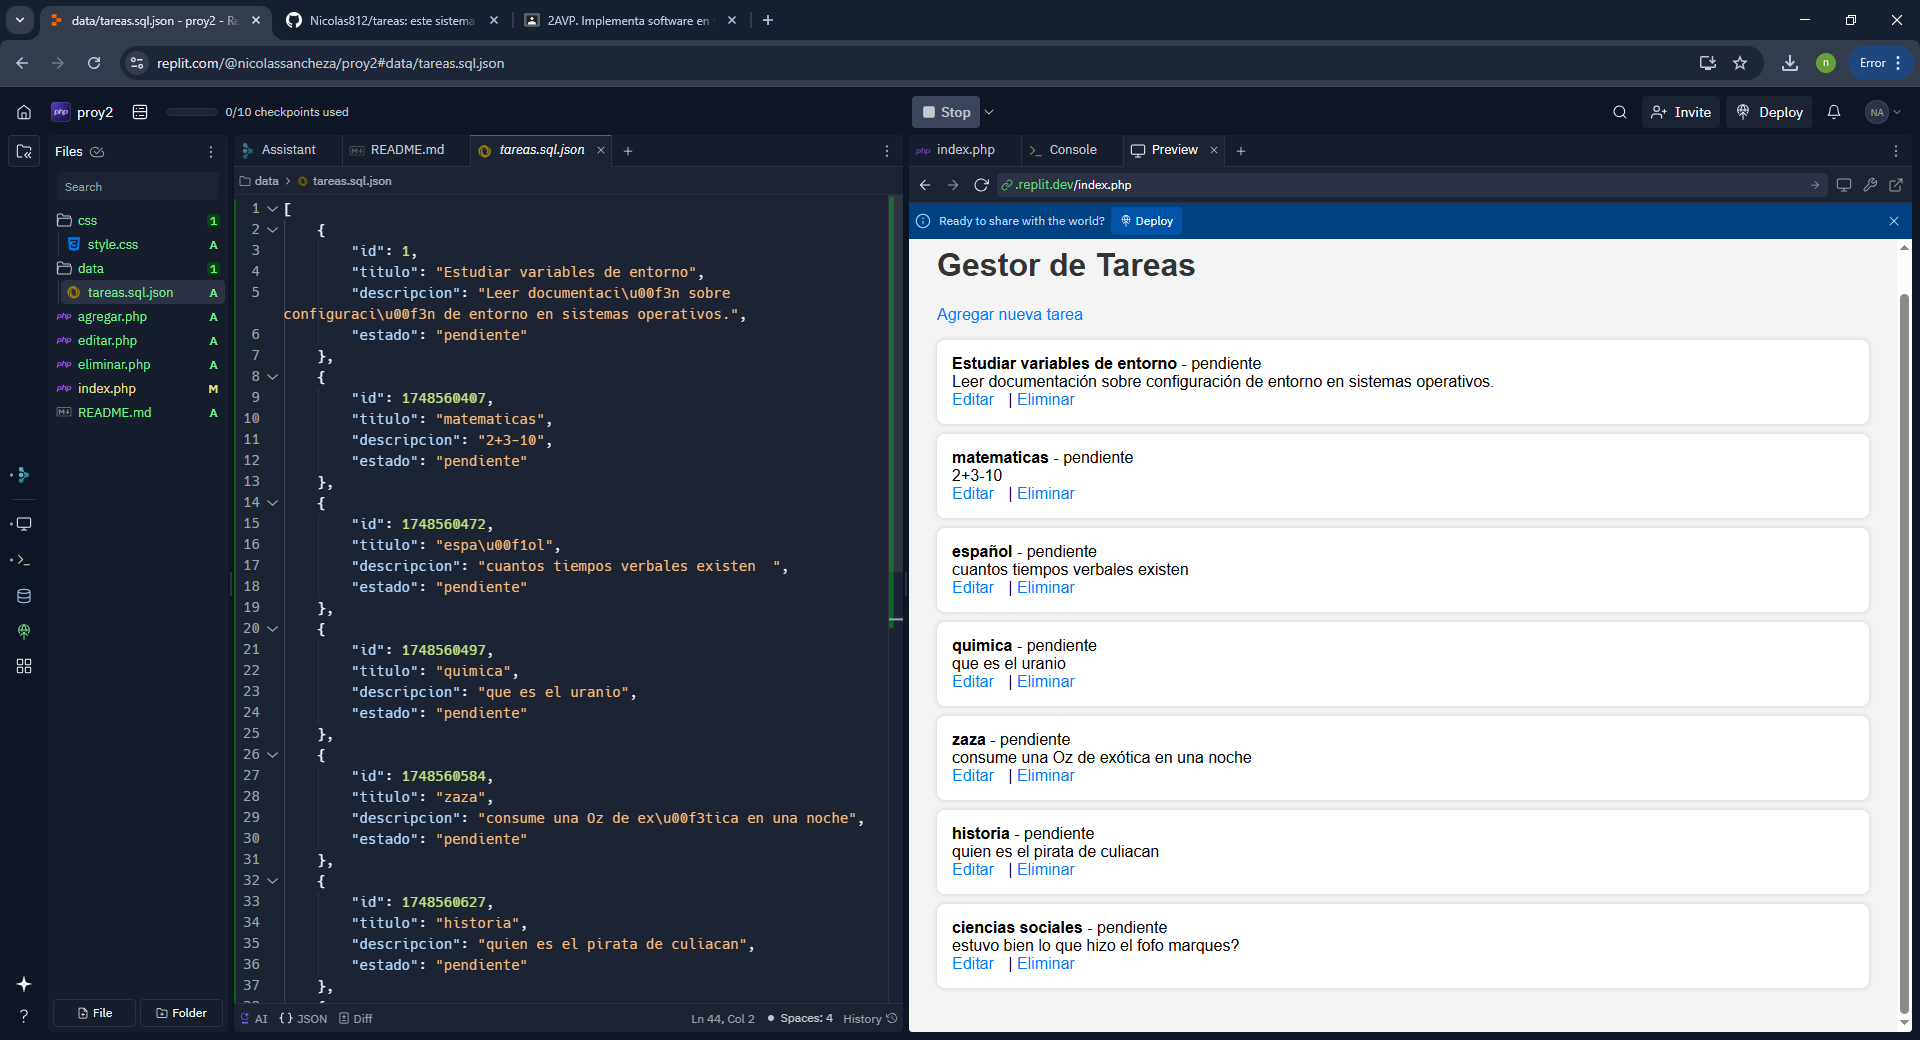 data/tareas.sql.json - proy2 - Re
Nicolas812/tareas: este sistema
2AVP. Implementa software en
replit.com/@nicolassancheza/proy2#data/tareas.sql.json
n
Error
php
proy2
0/10 checkpoints used
Stop
Invite
Deploy
NA
Files
Search
css
1
style.css
A
data
1
tareas.sql.json
A
php agregar.php
A
php editar.php
A
php eliminar.php
A
php index.php
M
README.md
A
File
Folder
Assistant
README.md
tareas.sql.json
data > tareas.sql.json
1 [
2 {
3 "id": 1,
4 "titulo": "Estudiar variables de entorno",
5 "descripcion": "Leer documentaci\u00f3n sobre
configuraci\u00f3n de entorno en sistemas operativos.",
6 "estado": "pendiente"
7 },
8 {
9 "id": 1748560407,
10 "titulo": "matematicas",
11 "descripcion": "2+3-10",
12 "estado": "pendiente"
13 },
14 {
15 "id": 1748560472,
16 "titulo": "espa\u00f1ol",
17 "descripcion": "cuantos tiempos verbales existen  ",
18 "estado": "pendiente"
19 },
20 {
21 "id": 1748560497,
22 "titulo": "quimica",
23 "descripcion": "que es el uranio",
24 "estado": "pendiente"
25 },
26 {
27 "id": 1748560584,
28 "titulo": "zaza",
29 "descripcion": "consume una Oz de ex\u00f3tica en una noche",
30 "estado": "pendiente"
31 },
32 {
33 "id": 1748560627,
34 "titulo": "historia",
35 "descripcion": "quien es el pirata de culiacan",
36 "estado": "pendiente"
37 },
AI
{} JSON
Diff
Ln 44, Col 2
Spaces: 4
History
php index.php
Console
Preview
.replit.dev/index.php
Ready to share with the world?
Deploy
Gestor de Tareas
Agregar nueva tarea
Estudiar variables de entorno - pendiente
Leer documentación sobre configuración de entorno en sistemas operativos.
Editar | Eliminar
matematicas - pendiente
2+3-10
Editar | Eliminar
español - pendiente
cuantos tiempos verbales existen
Editar | Eliminar
quimica - pendiente
que es el uranio
Editar | Eliminar
zaza - pendiente
consume una Oz de exótica en una noche
Editar | Eliminar
historia - pendiente
quien es el pirata de culiacan
Editar | Eliminar
ciencias sociales - pendiente
estuvo bien lo que hizo el fofo marques?
Editar | Eliminar